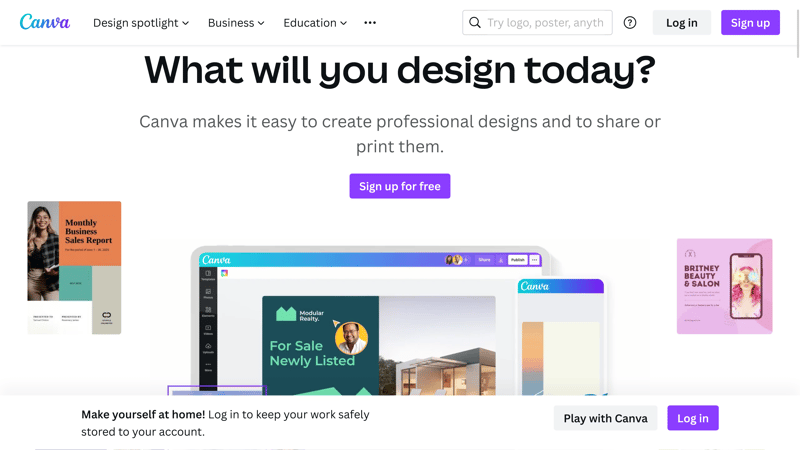 Canva
Design spotlight
Business
Education
Try logo, poster, anyth
Log in
Sign up
What will you design today?
Canva makes it easy to create professional designs and to share or
print them.
Sign up for free
Monthly
Business
Sales Report
Canva
Share
Publish
Modular
Realty.
For Sale
Newly Listed
Canva
BRITNEY
BEAUTY
& SALON
Make yourself at home! Log in to keep your work safely
stored to your account.
Play with Canva
Log in